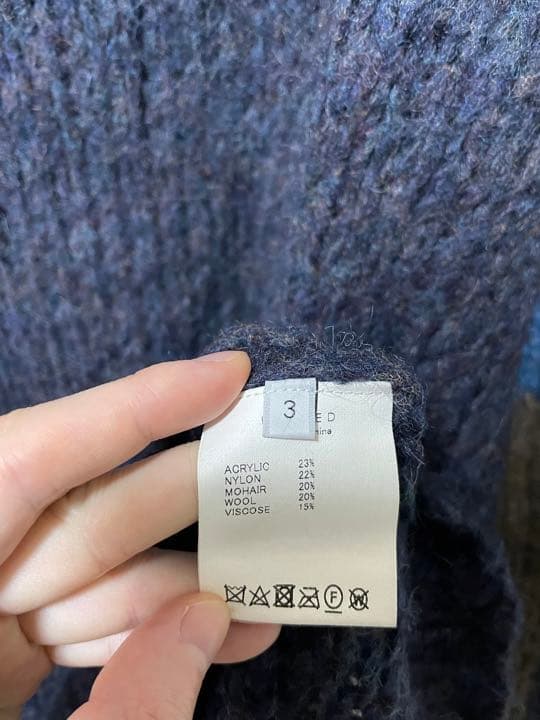 3
E D
ACRYLIC 23%
NYLON 22%
MOHAIR 20%
WOOL 20%
VISCOSE 15%
F W